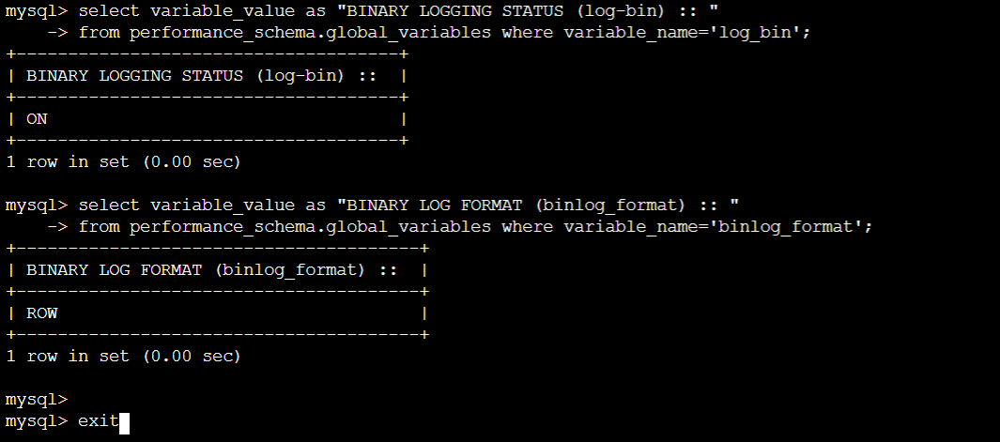 mysql> select variable_value as "BINARY LOGGING STATUS (log-bin) :: "
    -> from performance_schema.global_variables where variable_name='log_bin';
+-------------------------------------+
| BINARY LOGGING STATUS (log-bin) ::  |
+-------------------------------------+
| ON                                  |
+-------------------------------------+
1 row in set (0.00 sec)

mysql> select variable_value as "BINARY LOG FORMAT (binlog_format) :: "
    -> from performance_schema.global_variables where variable_name='binlog_format';
+---------------------------------------+
| BINARY LOG FORMAT (binlog_format) ::  |
+---------------------------------------+
| ROW                                   |
+---------------------------------------+
1 row in set (0.00 sec)

mysql>
mysql> exit